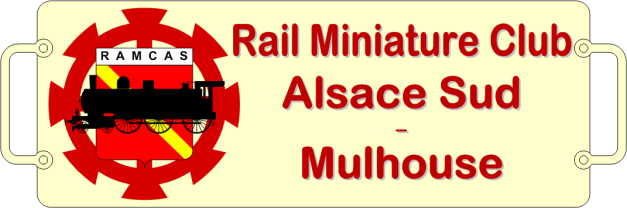 RAMCAS
Rail Miniature Club
Alsace Sud
–
Mulhouse